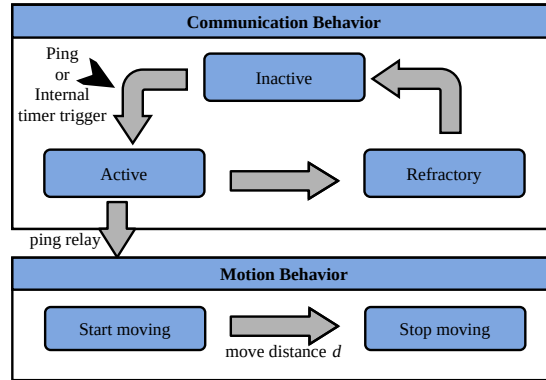 Communication Behavior
Ping
or
Internal
timer trigger
Inactive
Active
Refractory
ping relay
Motion Behavior
Start moving
Stop moving
move distance d